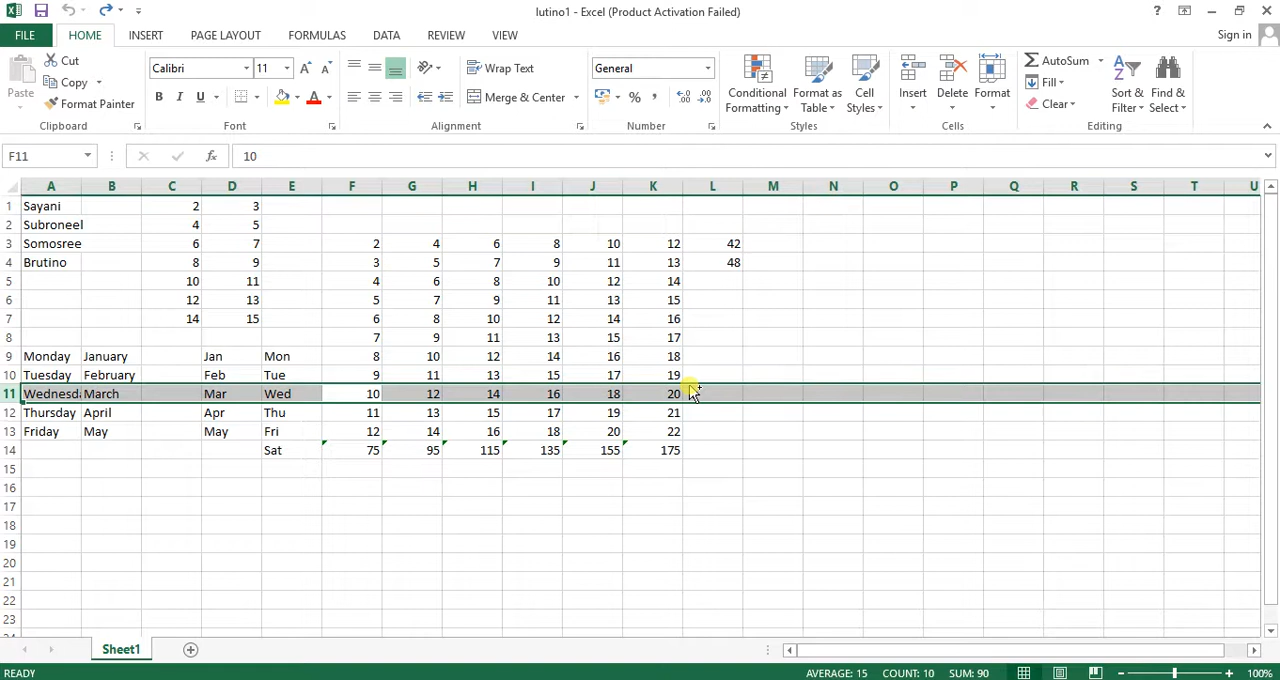 lutino1 - Excel (Product Activation Failed)
?
FILE HOME INSERT PAGE LAYOUT FORMULAS DATA REVIEW VIEW Sign in
Paste
Cut
Copy
Format Painter
Clipboard
Calibri 11
B I U
Font
Wrap Text
Merge & Center
Alignment
General
%
Number
Conditional Formatting
Format as Table
Cell Styles
Styles
Insert Delete Format
Cells
AutoSum
Fill
Clear
Sort & Filter
Find & Select
Editing
F11 fx 10
A B C D E F G H I J K L M N O P Q R S T U
1 Sayani 2 3
2 Subroneel 4 5
3 Somosree 6 7 2 4 6 8 10 12 42
4 Brutino 8 9 3 5 7 9 11 13 48
5 10 11 4 6 8 10 12 14
6 12 13 5 7 9 11 13 15
7 14 15 6 8 10 12 14 16
8 7 9 11 13 15 17
9 Monday January Jan Mon 8 10 12 14 16 18
10 Tuesday February Feb Tue 9 11 13 15 17 19
11 Wednesda March Mar Wed 10 12 14 16 18 20
12 Thursday April Apr Thu 11 13 15 17 19 21
13 Friday May May Fri 12 14 16 18 20 22
14 Sat 75 95 115 135 155 175
15
16
17
18
19
20
21
22
23
24
Sheet1
READY AVERAGE: 15 COUNT: 10 SUM: 90 100%